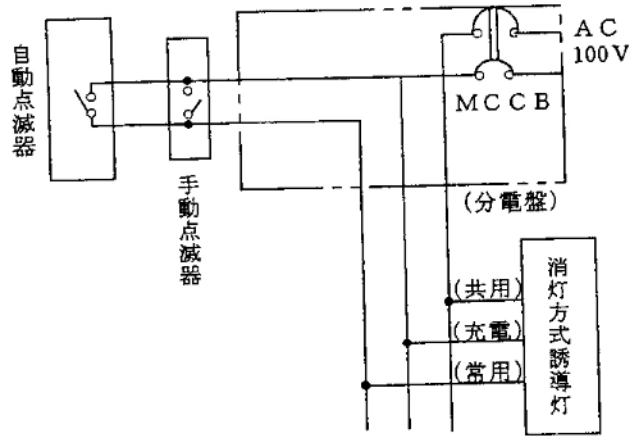 自動点滅器
手動点滅器
AC
100V
MCCB
(分電盤)
(共用)
(充電)
(常用)
消灯方式誘導灯